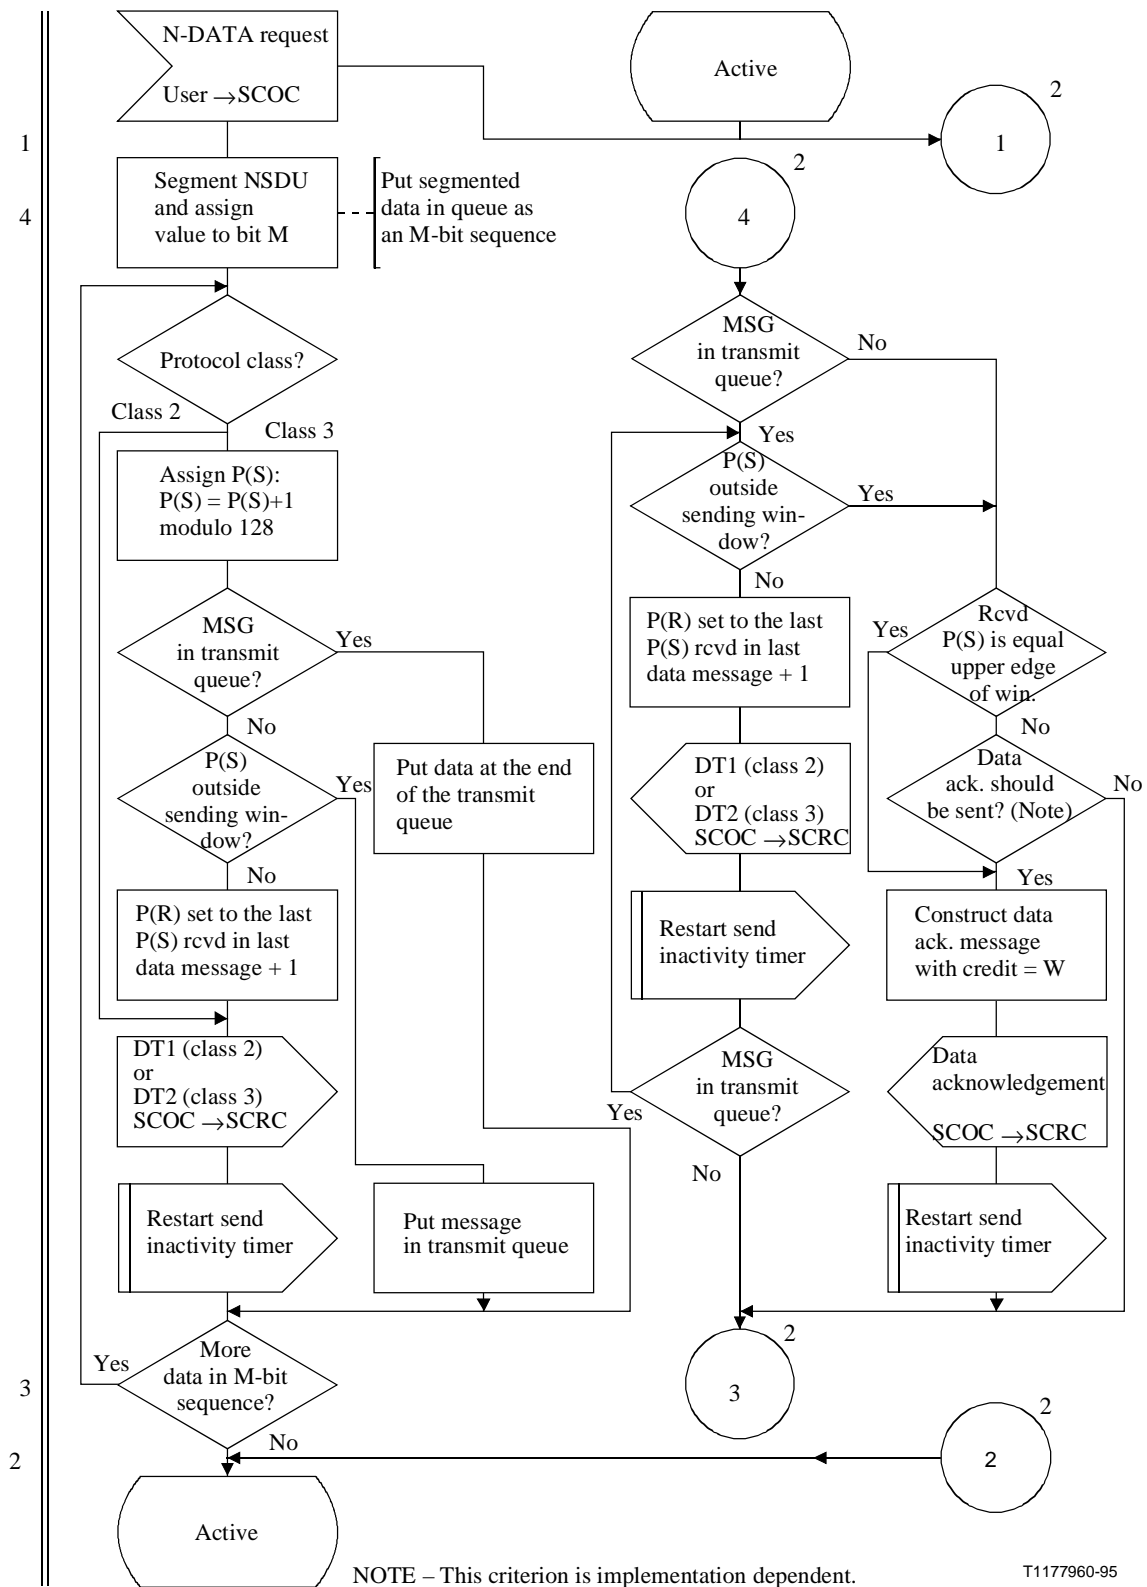 N-DATA request
User →SCOC
Active
2
1
1
Segment NSDU
and assign
value to bit M
Put segmented
data in queue as
an M-bit sequence
2
4
4
Protocol class?
MSG
in transmit
queue?
No
Class 2
Class 3
Yes
Assign P(S):
P(S) = P(S)+1
modulo 128
P(S)
outside
sending win-
dow?
Yes
No
MSG
in transmit
queue?
Yes
No
P(R) set to the last
P(S) rcvd in last
data message + 1
Rcvd
P(S) is equal
upper edge
of win.
Yes
No
P(S)
outside
sending win-
dow?
Yes
No
Put data at the end
of the transmit
queue
DT1 (class 2)
or
DT2 (class 3)
SCOC →SCRC
Data
ack. should
be sent? (Note)
No
Yes
P(R) set to the last
P(S) rcvd in last
data message + 1
Restart send
inactivity timer
Construct data
ack. message
with credit = W
DT1 (class 2)
or
DT2 (class 3)
SCOC →SCRC
MSG
in transmit
queue?
Yes
No
Data
acknowledgement
SCOC →SCRC
Restart send
inactivity timer
Put message
in transmit queue
Restart send
inactivity timer
More
data in M-bit
sequence?
Yes
No
2
3
3
2
2
2
Active
NOTE – This criterion is implementation dependent.
T1177960-95